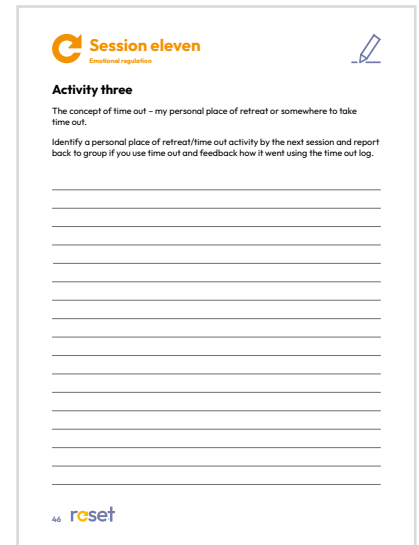 Session eleven
Emotional regulation
Activity three
The concept of time out – my personal place of retreat or somewhere to take
time out.
Identify a personal place of retreat/time out activity by the next session and report
back to group if you use time out and feedback how it went using the time out log.
46 reset